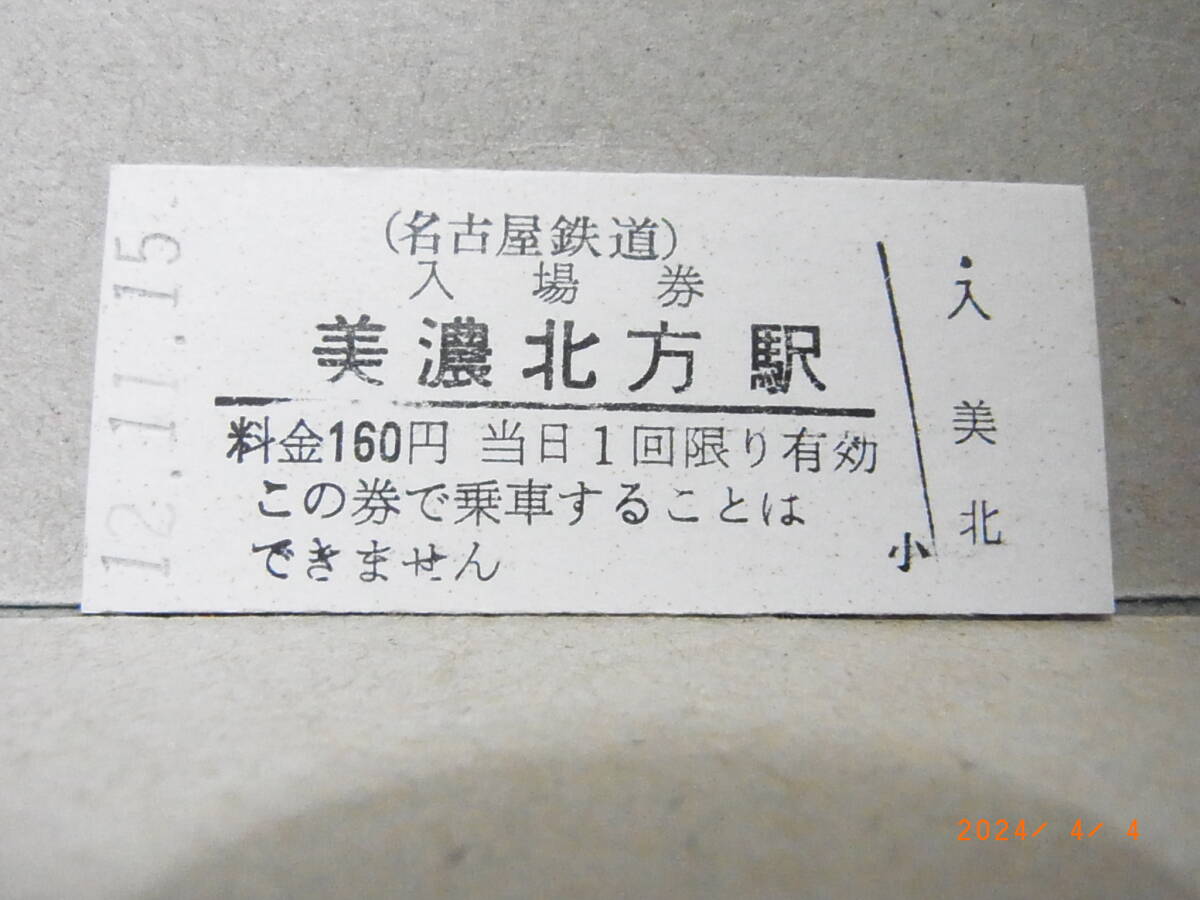 12.11.15.
(名古屋鉄道)
入場券
美濃北方駅
料金160円 当日1回限り有効
この券で乗車することは
できません
小
・入
美
北
2024/ 4/ 4